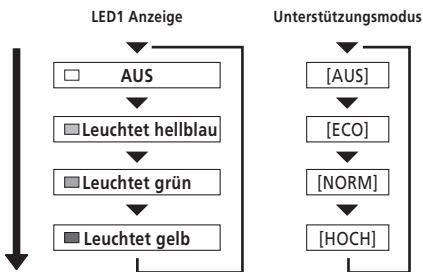 LED1 Anzeige
Unterstützungsmodus
AUS
[AUS]
Leuchtet hellblau
[ECO]
Leuchtet grün
[NORM]
Leuchtet gelb
[HOCH]